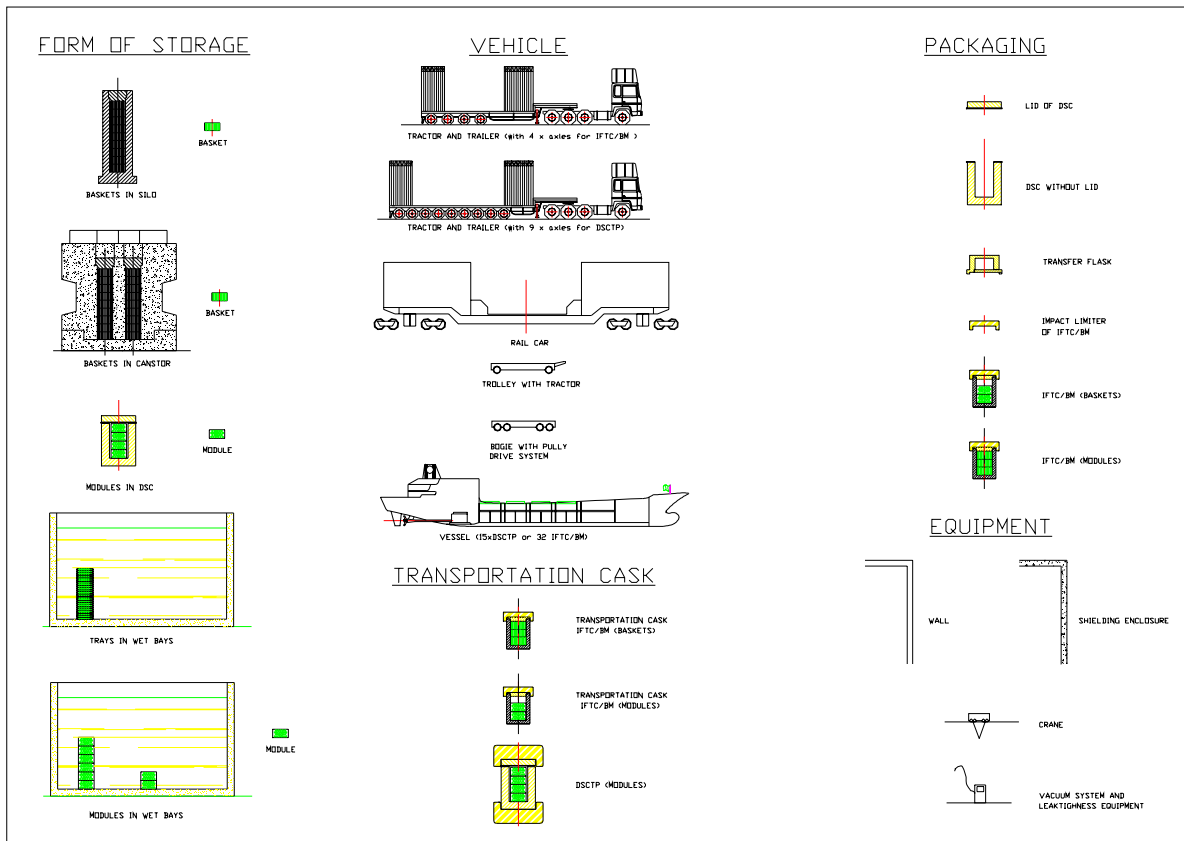 FORM OF STORAGE
BASKET
BASKETS IN SILO
BASKET
BASKETS IN CANSTOR
MODULE
MODULES IN DSC
TRAYS IN WET BAYS
MODULE
MODULES IN WET BAYS
VEHICLE
TRACTOR AND TRAILER (with 4 x axles for IFTC/BM )
TRACTOR AND TRAILER (with 9 x axles for DSCTP)
RAIL CAR
TROLLEY WITH TRACTOR
BOGIE WITH PULLY
DRIVE SYSTEM
VESSEL (15xDSCTP or 32 IFTC/BM)
TRANSPORTATION CASK
TRANSPORTATION CASK
IFTC/BM (BASKETS)
TRANSPORTATION CASK
IFTC/BM (MODULES)
DSCTP (MODULES)
PACKAGING
LID OF DSC
DSC WITHOUT LID
TRANSFER FLASK
IMPACT LIMITER
OF IFTC/BM
IFTC/BM (BASKETS)
IFTC/BM (MODULES)
EQUIPMENT
WALL
SHIELDING ENCLOSURE
CRANE
VACUUM SYSTEM AND
LEAKTIGHNESS EQUIPMENT